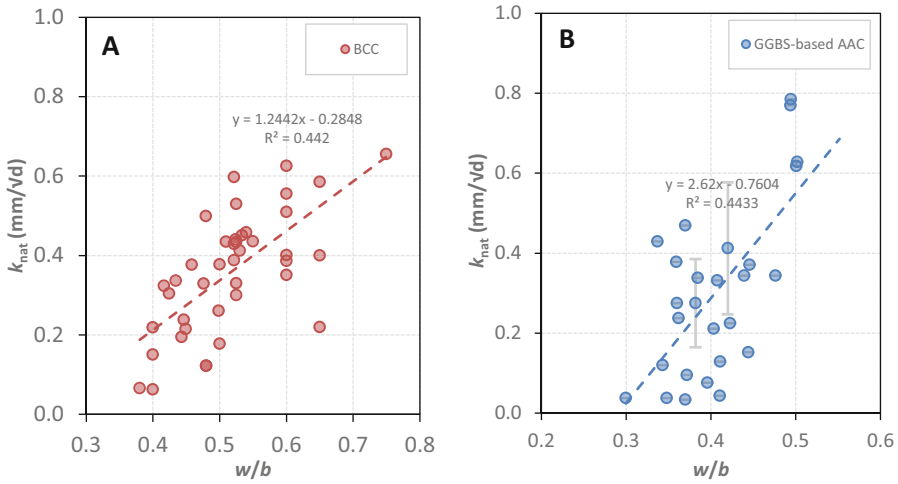 A
BCC
y = 1.2442x - 0.2848
R² = 0.442
1.0
0.8
0.6
0.4
0.2
0.0
0.3 0.4 0.5 0.6 0.7 0.8
k_nat (mm/√d)
w/b
B
GGBS-based AAC
y = 2.62x - 0.7604
R² = 0.4433
1.0
0.8
0.6
0.4
0.2
0.0
0.2 0.3 0.4 0.5 0.6
k_nat (mm/√d)
w/b